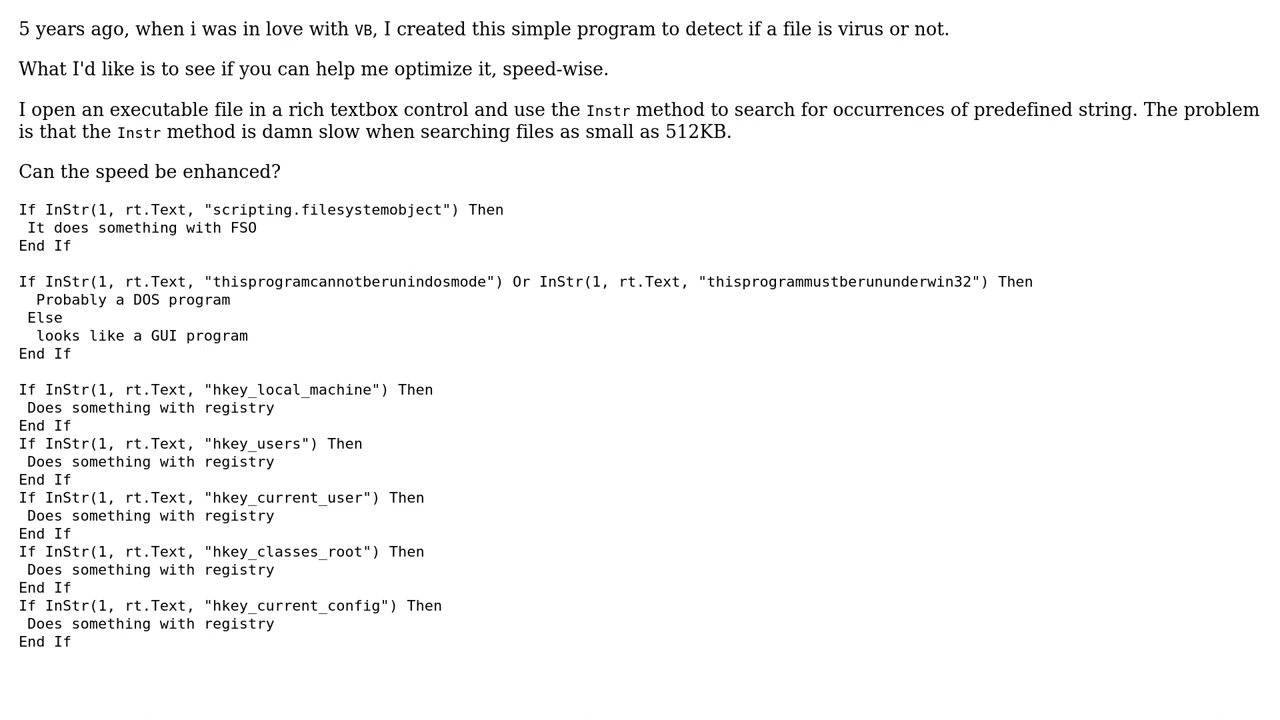 5 years ago, when i was in love with VB, I created this simple program to detect if a file is virus or not.
What I'd like is to see if you can help me optimize it, speed-wise.
I open an executable file in a rich textbox control and use the Instr method to search for occurrences of predefined string. The problem
is that the Instr method is damn slow when searching files as small as 512KB.
Can the speed be enhanced?
If InStr(1, rt.Text, "scripting.filesystemobject") Then
 It does something with FSO
End If

If InStr(1, rt.Text, "thisprogramcannotberunindosmode") Or InStr(1, rt.Text, "thisprogrammustberununderwin32") Then
  Probably a DOS program
 Else
  looks like a GUI program
End If

If InStr(1, rt.Text, "hkey_local_machine") Then
 Does something with registry
End If
If InStr(1, rt.Text, "hkey_users") Then
 Does something with registry
End If
If InStr(1, rt.Text, "hkey_current_user") Then
 Does something with registry
End If
If InStr(1, rt.Text, "hkey_classes_root") Then
 Does something with registry
End If
If InStr(1, rt.Text, "hkey_current_config") Then
 Does something with registry
End If